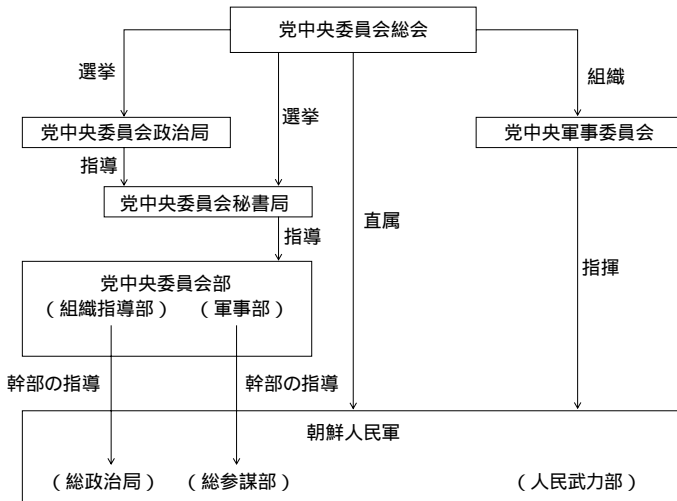 党中央委員会総会
選挙
組織
選挙
党中央委員会政治局
党中央軍事委員会
指導
党中央委員会秘書局
直属
指導
指揮
党中央委員会部
(組織指導部) (軍事部)
幹部の指導
幹部の指導
朝鮮人民軍
(総政治局) (総参謀部) (人民武力部)